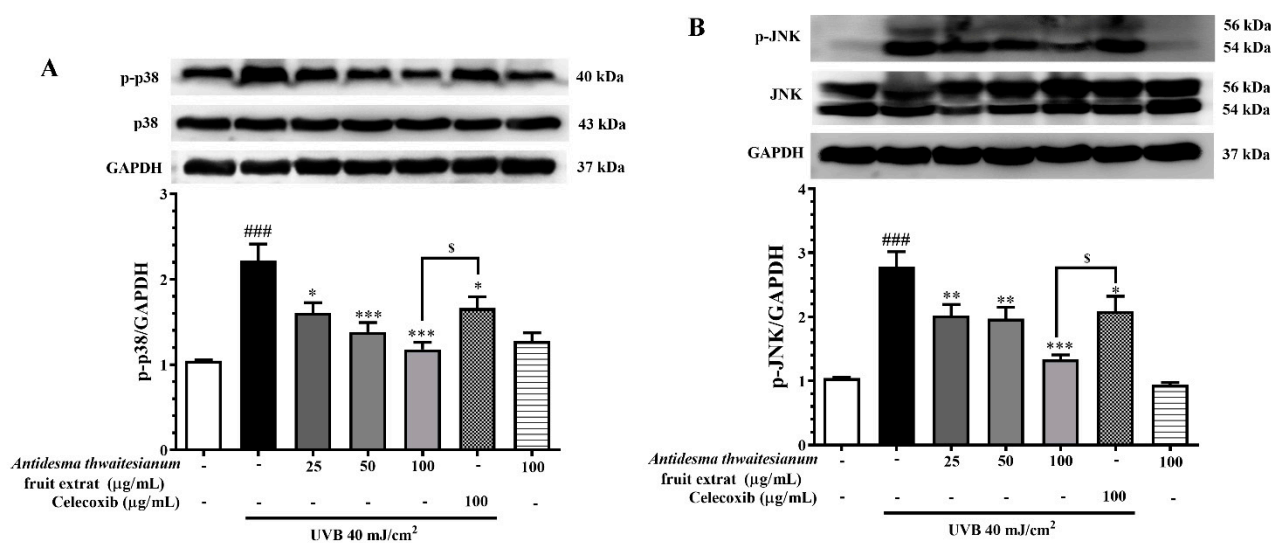 A
p-p38
40 kDa
p38
43 kDa
GAPDH
37 kDa
p-p38/GAPDH
3
2
1
0
###
*
***
***
$
*
Antidesma thwaitesianum - - 25 50 100 - 100
fruit extrat (μg/mL)
Celecoxib (μg/mL) - - - - - 100 -
UVB 40 mJ/cm²
B
p-JNK
56 kDa
54 kDa
JNK
56 kDa
54 kDa
GAPDH
37 kDa
p-JNK/GAPDH
4
3
2
1
0
###
**
**
***
$
*
Antidesma thwaitesianum - - 25 50 100 - 100
fruit extrat (μg/mL)
Celecoxib (μg/mL) - - - - - 100 -
UVB 40 mJ/cm²